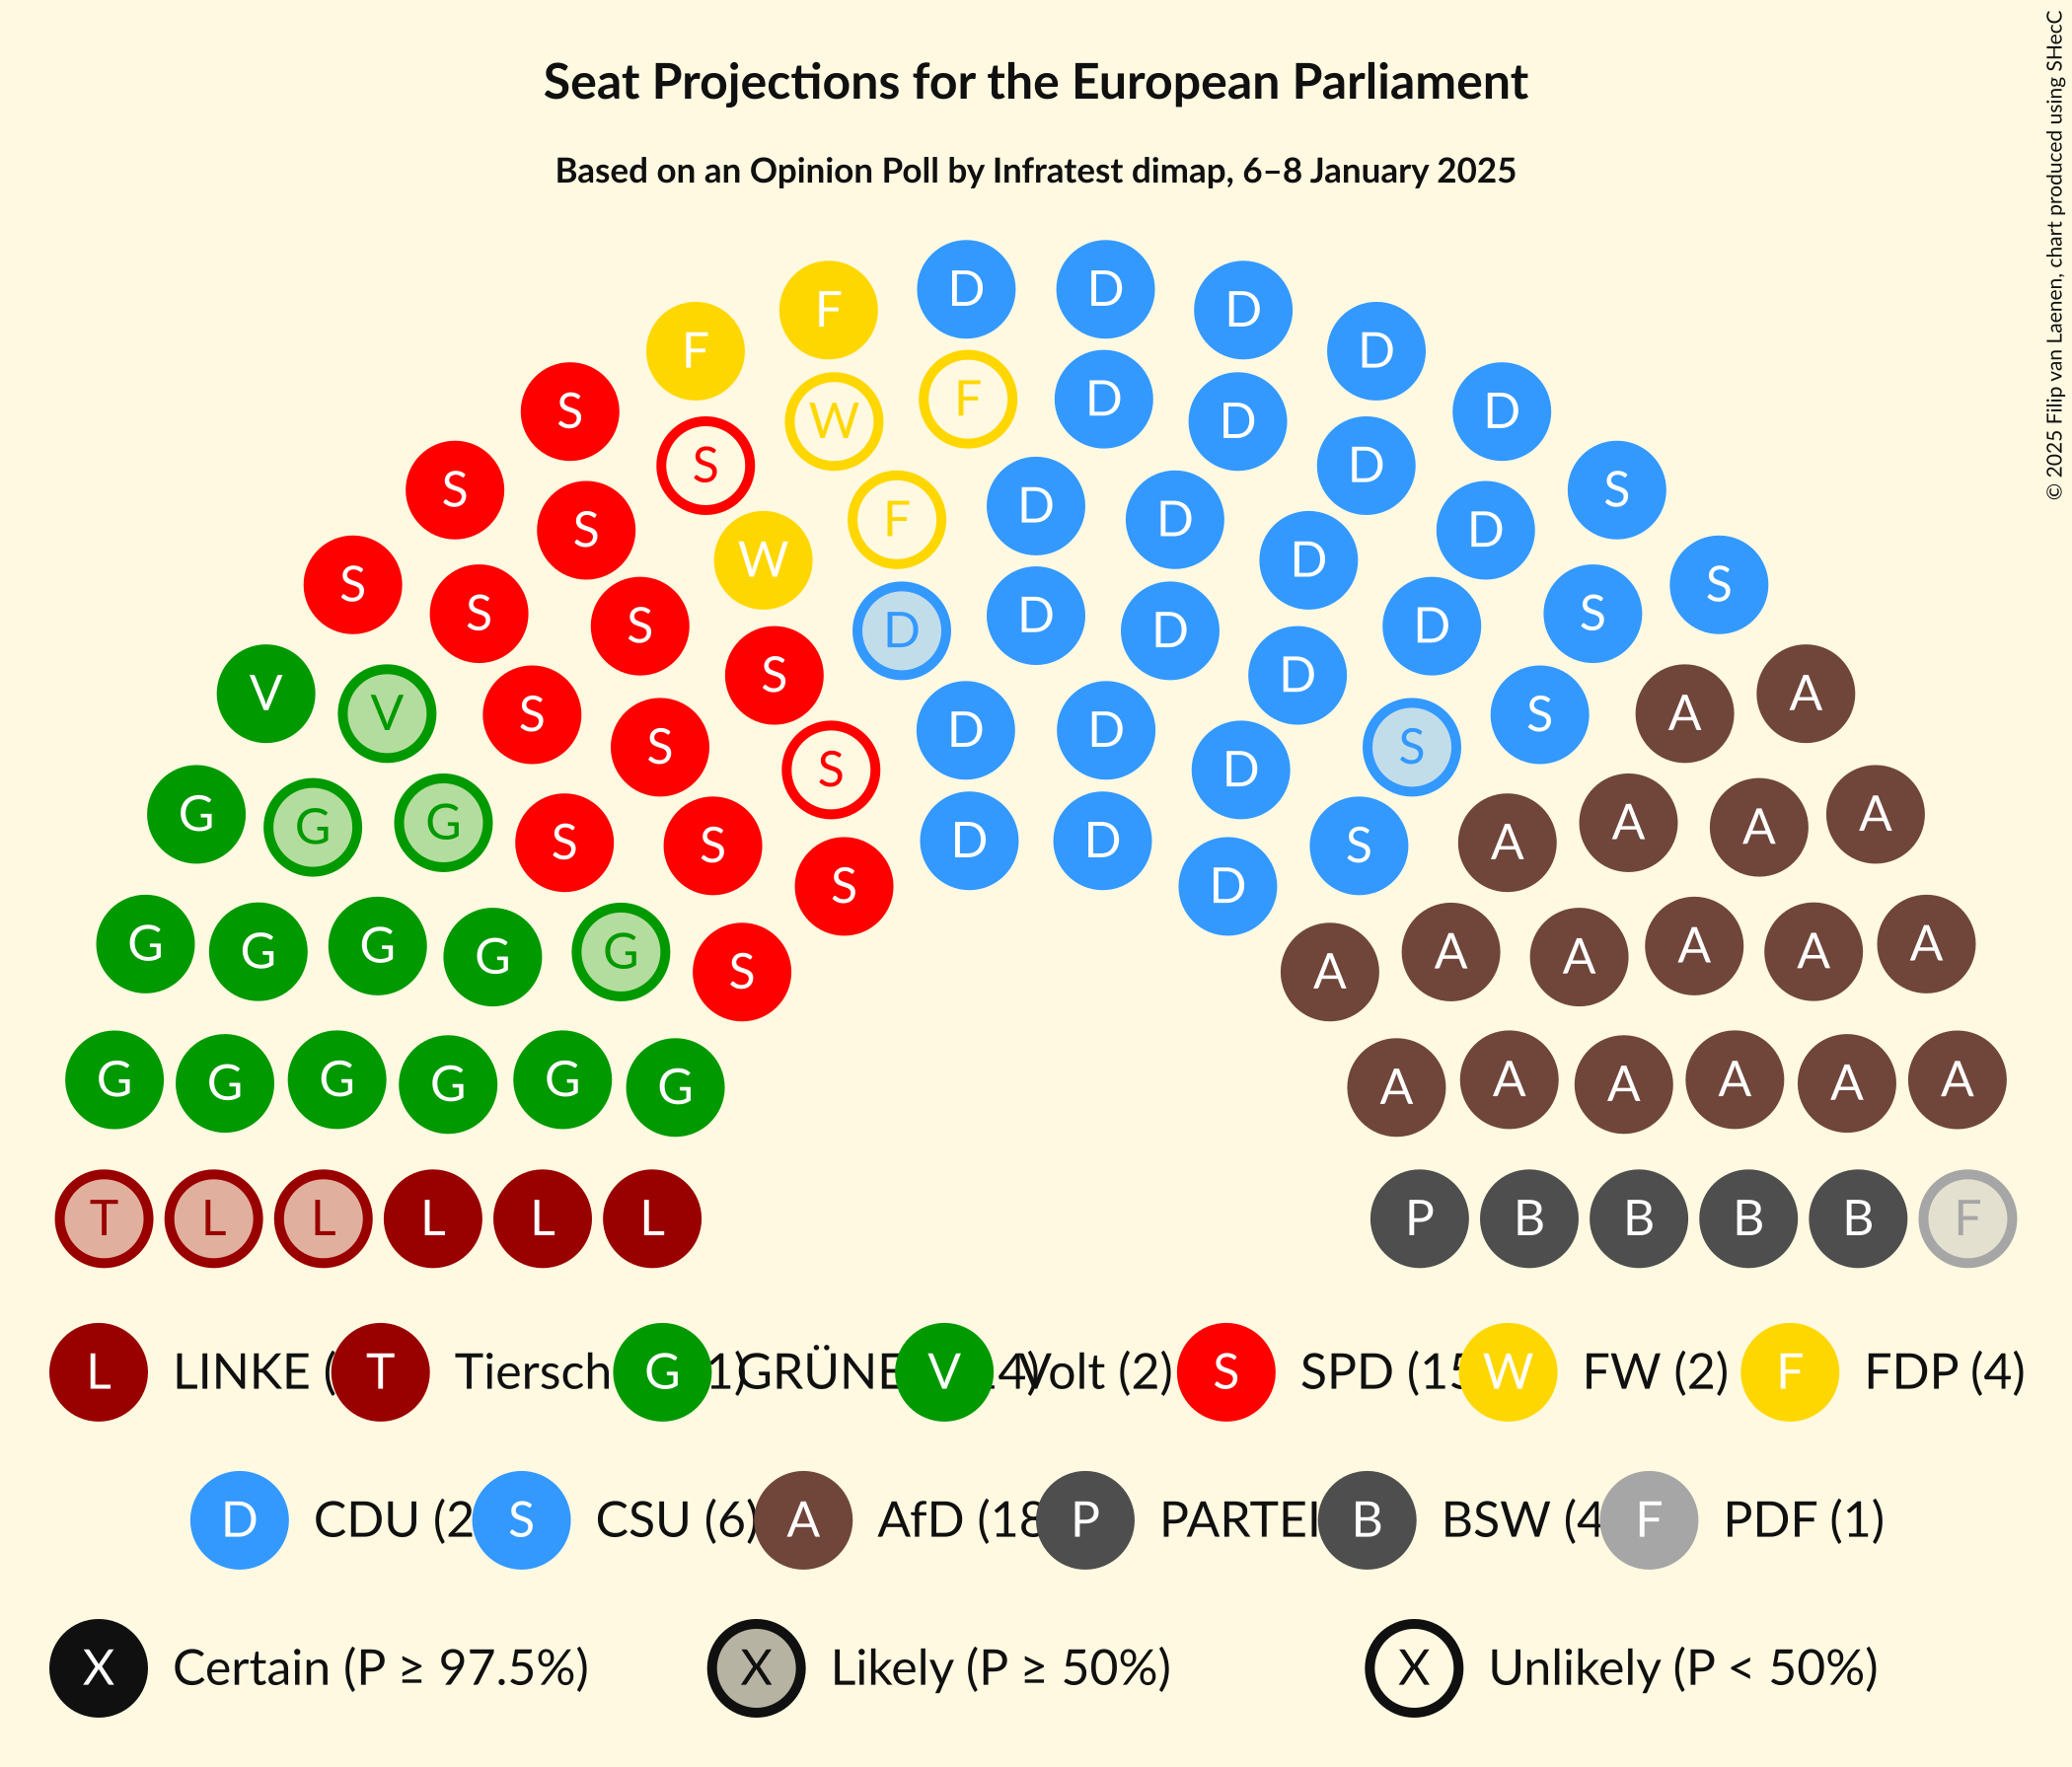 Seat Projections for the European Parliament
Based on an Opinion Poll by Infratest dimap, 6–8 January 2025
© 2025 Filip van Laenen, chart produced using SHecC
D D
F D
F D
F D
S D
W D
S D
S S
D
F D
S D
W D
S S
S D S
S D D D
S D
V A
V S S A
D D
S S
S D
G A
G G A A
S S D D S A
S D
G G G G G A A A A A
S A
G G G G G G A A A A A A
T L L L L L P B B B B F
L LINKE ( T Tiersch G 1) GRÜNE V 4) Volt (2) S SPD (15 W FW (2) F FDP (4)
D CDU (2 S CSU (6) A AfD (18 P PARTEI B BSW (4 F PDF (1)
X Certain (P ≥ 97.5%) X Likely (P ≥ 50%) X Unlikely (P < 50%)